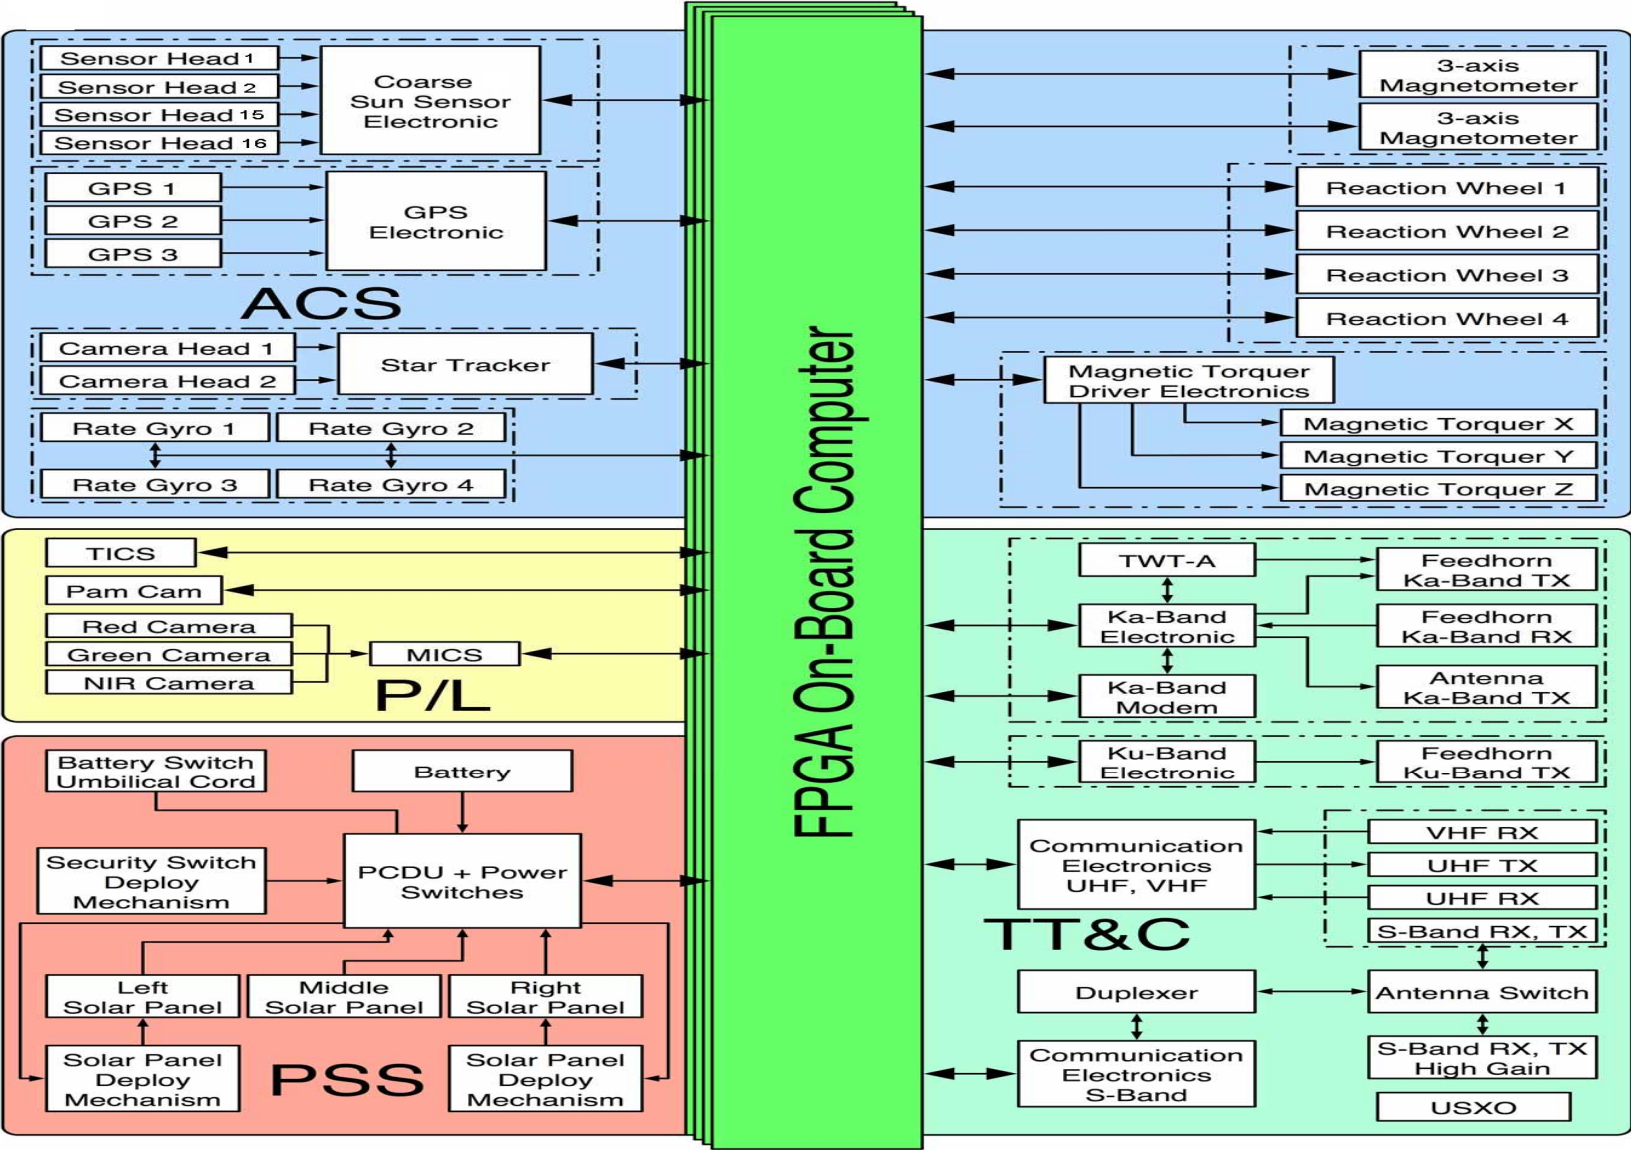 Sensor Head 1
Sensor Head 2
Sensor Head 15
Sensor Head 16
Coarse
Sun Sensor
Electronic
GPS 1
GPS 2
GPS 3
GPS
Electronic
ACS
Camera Head 1
Camera Head 2
Star Tracker
Rate Gyro 1
Rate Gyro 2
Rate Gyro 3
Rate Gyro 4
TICS
Pam Cam
Red Camera
Green Camera
NIR Camera
MICS
P/L
Battery Switch
Umbilical Cord
Battery
Security Switch
Deploy
Mechanism
PCDU + Power
Switches
Left
Solar Panel
Middle
Solar Panel
Right
Solar Panel
Solar Panel
Deploy
Mechanism
PSS
Solar Panel
Deploy
Mechanism
FPGA On-Board Computer
3-axis
Magnetometer
3-axis
Magnetometer
Reaction Wheel 1
Reaction Wheel 2
Reaction Wheel 3
Reaction Wheel 4
Magnetic Torquer
Driver Electronics
Magnetic Torquer X
Magnetic Torquer Y
Magnetic Torquer Z
TWT-A
Feedhorn
Ka-Band TX
Ka-Band
Electronic
Feedhorn
Ka-Band RX
Ka-Band
Modem
Antenna
Ka-Band TX
Ku-Band
Electronic
Feedhorn
Ku-Band TX
Communication
Electronics
UHF, VHF
VHF RX
UHF TX
UHF RX
S-Band RX, TX
TT&C
Duplexer
Antenna Switch
Communication
Electronics
S-Band
S-Band RX, TX
High Gain
USXO